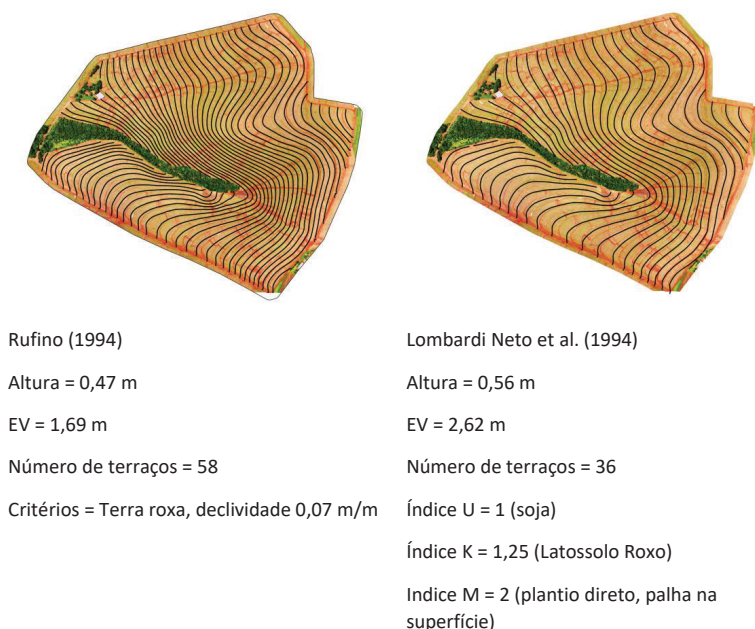 Rufino (1994)
Altura = 0,47 m
EV = 1,69 m
Número de terraços = 58
Critérios = Terra roxa, declividade 0,07 m/m
Lombardi Neto et al. (1994)
Altura = 0,56 m
EV = 2,62 m
Número de terraços = 36
Índice U = 1 (soja)
Índice K = 1,25 (Latossolo Roxo)
Indice M = 2 (plantio direto, palha na
superfície)